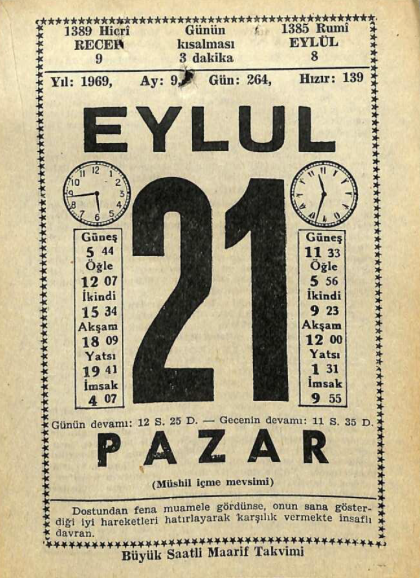 1389 Hicrî
RECEB
9
Günün
kısalması
3 dakika
1385 Rumî
EYLÜL
8
Yıl: 1969, Ay: 9, Gün: 264, Hızır: 139
EYLUL
21
Güneş
5 44
Öğle
12 07
İkindi
15 34
Akşam
18 09
Yatsı
19 41
İmsak
4 07
Güneş
11 33
Öğle
5 56
İkindi
9 23
Akşam
12 00
Yatsı
1 31
İmsak
9 55
Günün devamı: 12 S. 25 D. — Gecenin devamı: 11 S. 35 D.
PAZAR
(Müshil içme mevsimi)
Dostundan fena muamele gördünse, onun sana göster-
diği iyi hareketleri hatırlayarak karşılık vermekte insaflı
davran.
Büyük Saatli Maarif Takvimi